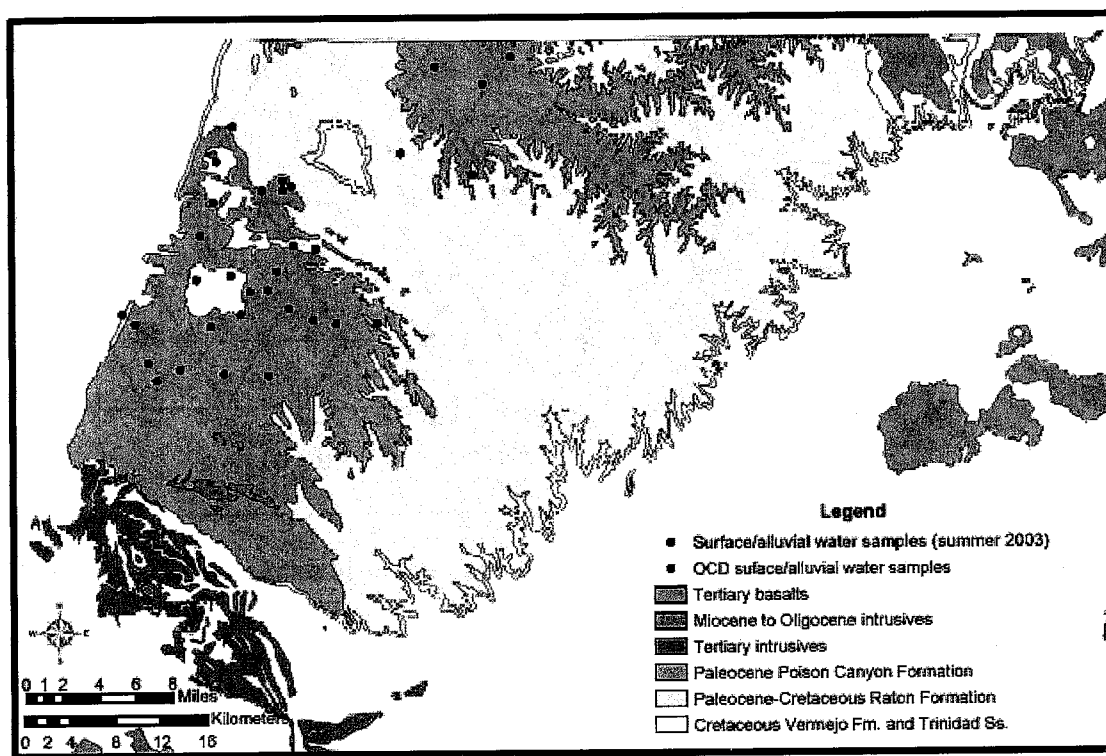 A
N
W E
S
0 1 2 4 6 8
Miles
Kilometers
0 2 4 8 12 16
Legend
Surface/alluvial water samples (summer 2003)
OCD suface/alluvial water samples
Tertiary basalts
Miocene to Oligocene intrusives
Tertiary intrusives
Paleocene Poison Canyon Formation
Paleocene-Cretaceous Raton Formation
Cretaceous Vermejo Fm. and Trinidad Ss.